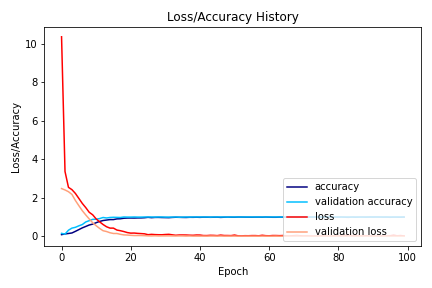 Loss/Accuracy History
Loss/Accuracy
10
8
6
4
2
0
accuracy
validation accuracy
loss
validation loss
0 20 40 60 80 100
Epoch